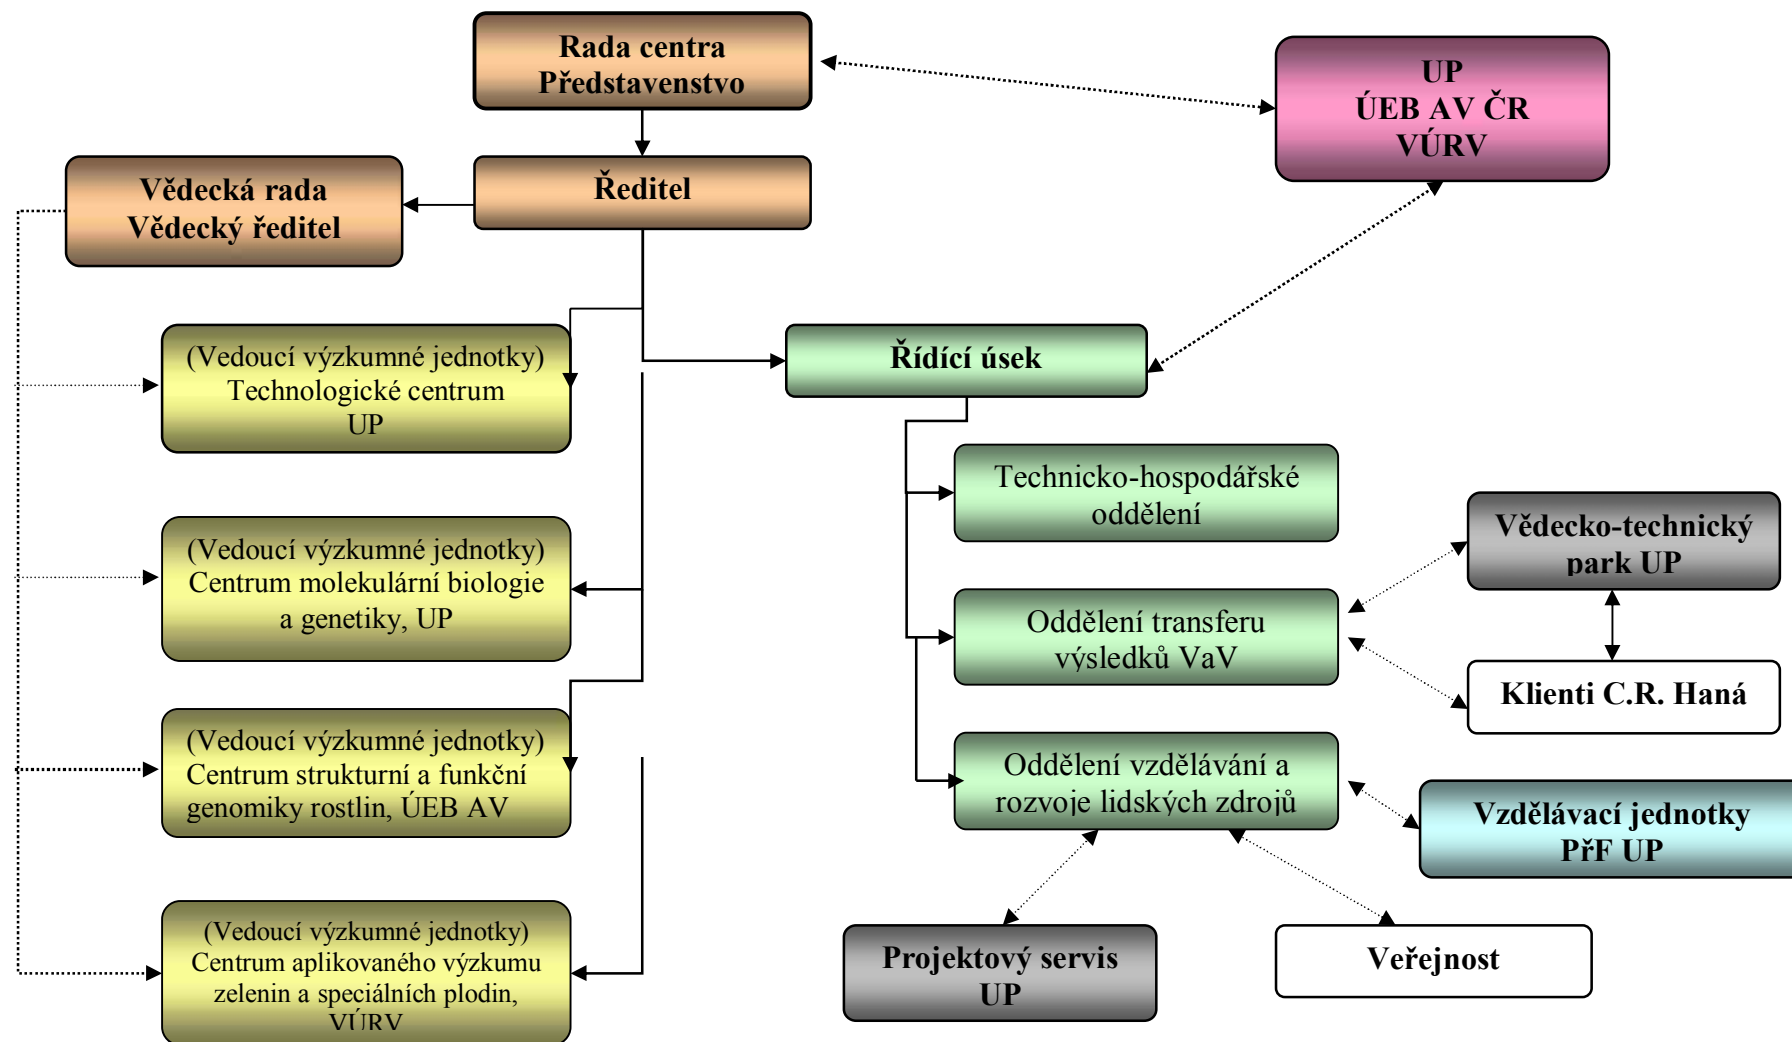 Rada centra
Představenstvo
UP
ÚEB AV ČR
VÚRV
Vědecká rada
Vědecký ředitel
Ředitel
(Vedoucí výzkumné jednotky)
Technologické centrum
UP
Řídící úsek
Technicko-hospodářské
oddělení
(Vedoucí výzkumné jednotky)
Centrum molekulární biologie
a genetiky, UP
Vědecko-technický
park UP
Oddělení transferu
výsledků VaV
Klienti C.R. Haná
(Vedoucí výzkumné jednotky)
Centrum strukturní a funkční
genomiky rostlin, ÚEB AV
Oddělení vzdělávání a
rozvoje lidských zdrojů
Vzdělávací jednotky
PřF UP
(Vedoucí výzkumné jednotky)
Centrum aplikovaného výzkumu
zelenin a speciálních plodin,
VÚRV
Projektový servis
UP
Veřejnost